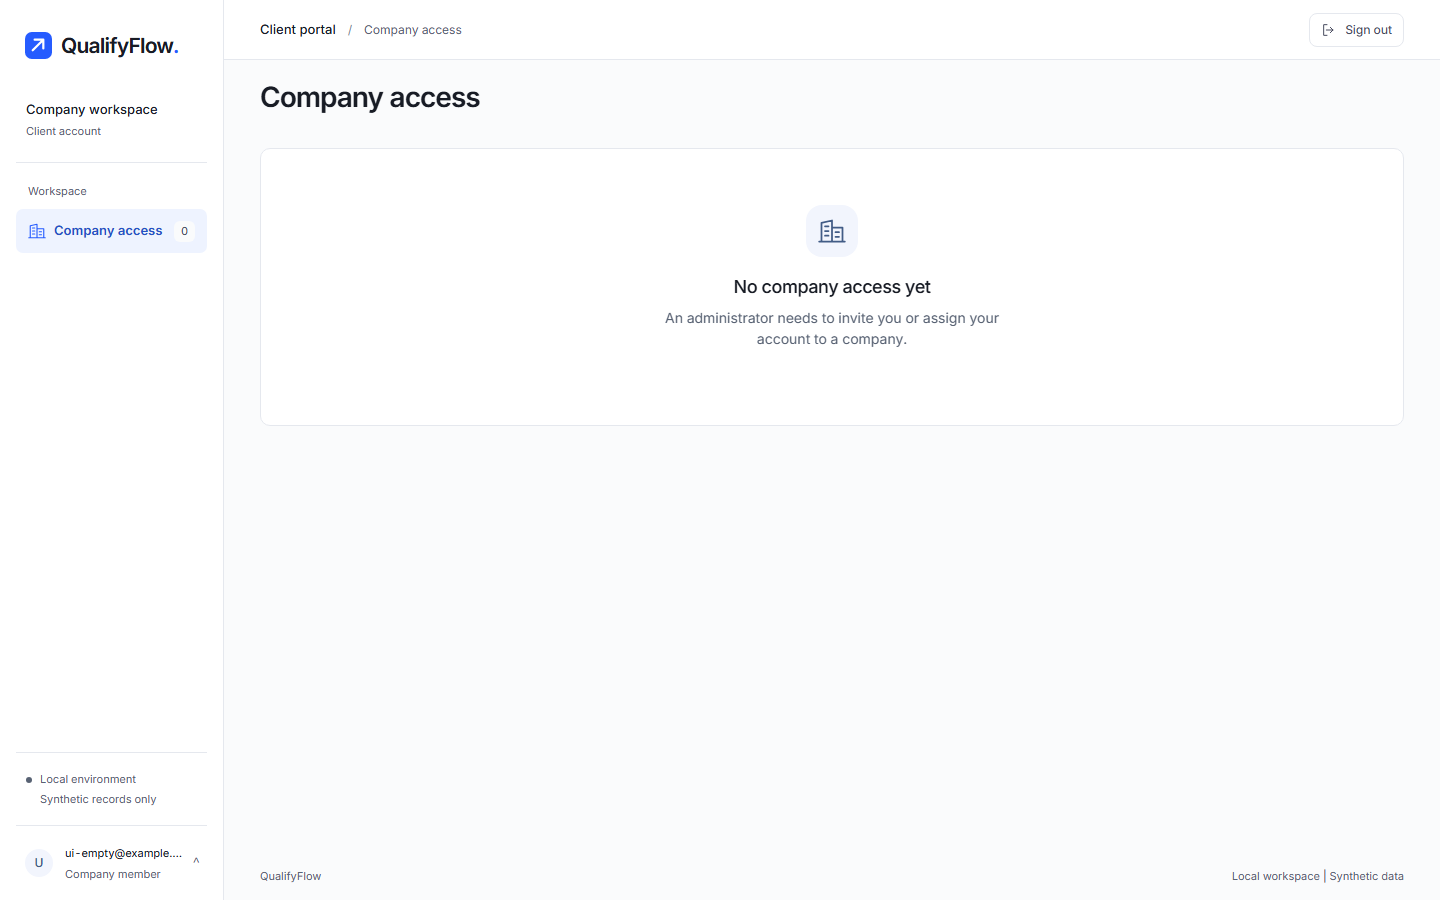 QualifyFlow.
Company workspace
Client account
Workspace
Company access 0
Local environment
Synthetic records only
U
ui-empty@example....
Company member
^
Client portal / Company access
Sign out
Company access
No company access yet
An administrator needs to invite you or assign your
account to a company.
QualifyFlow
Local workspace | Synthetic data